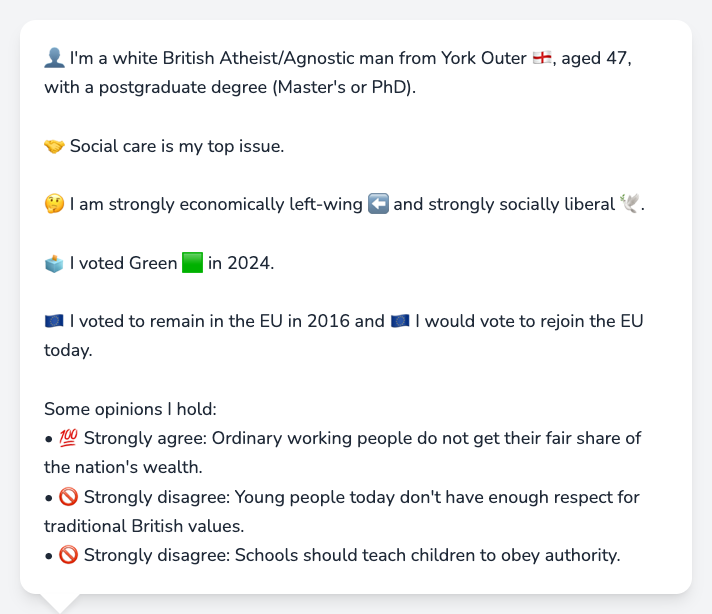 👤 I'm a white British Atheist/Agnostic man from York Outer 🏴󠁧󠁢󠁥󠁮󠁧󠁿, aged 47,
with a postgraduate degree (Master's or PhD).
🤝 Social care is my top issue.
🤔 I am strongly economically left-wing ⬅️ and strongly socially liberal 🕊️.
🗳️ I voted Green 🟩 in 2024.
🇪🇺 I voted to remain in the EU in 2016 and 🇪🇺 I would vote to rejoin the EU
today.
Some opinions I hold:
• 💯 Strongly agree: Ordinary working people do not get their fair share of
the nation's wealth.
• 🚫 Strongly disagree: Young people today don't have enough respect for
traditional British values.
• 🚫 Strongly disagree: Schools should teach children to obey authority.